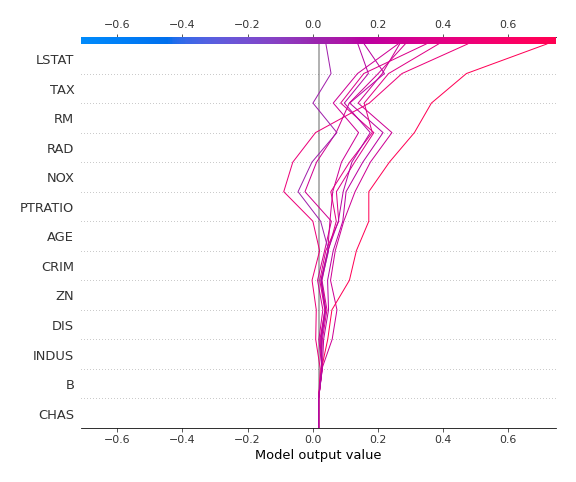 −0.6 −0.4 −0.2 0.0 0.2 0.4 0.6
LSTAT
TAX
RM
RAD
NOX
PTRATIO
AGE
CRIM
ZN
DIS
INDUS
B
CHAS
−0.6 −0.4 −0.2 0.0 0.2 0.4 0.6
Model output value